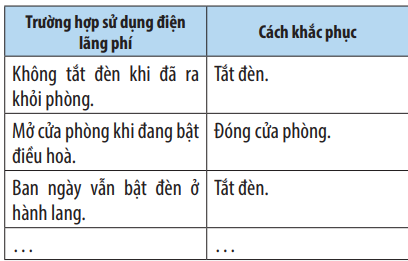 Trường hợp sử dụng điện
lãng phí
Cách khắc phục
Không tắt đèn khi đã ra
khỏi phòng.
Tắt đèn.
Mở cửa phòng khi đang bật
điều hoà.
Đóng cửa phòng.
Ban ngày vẫn bật đèn ở
hành lang.
Tắt đèn.
…
…